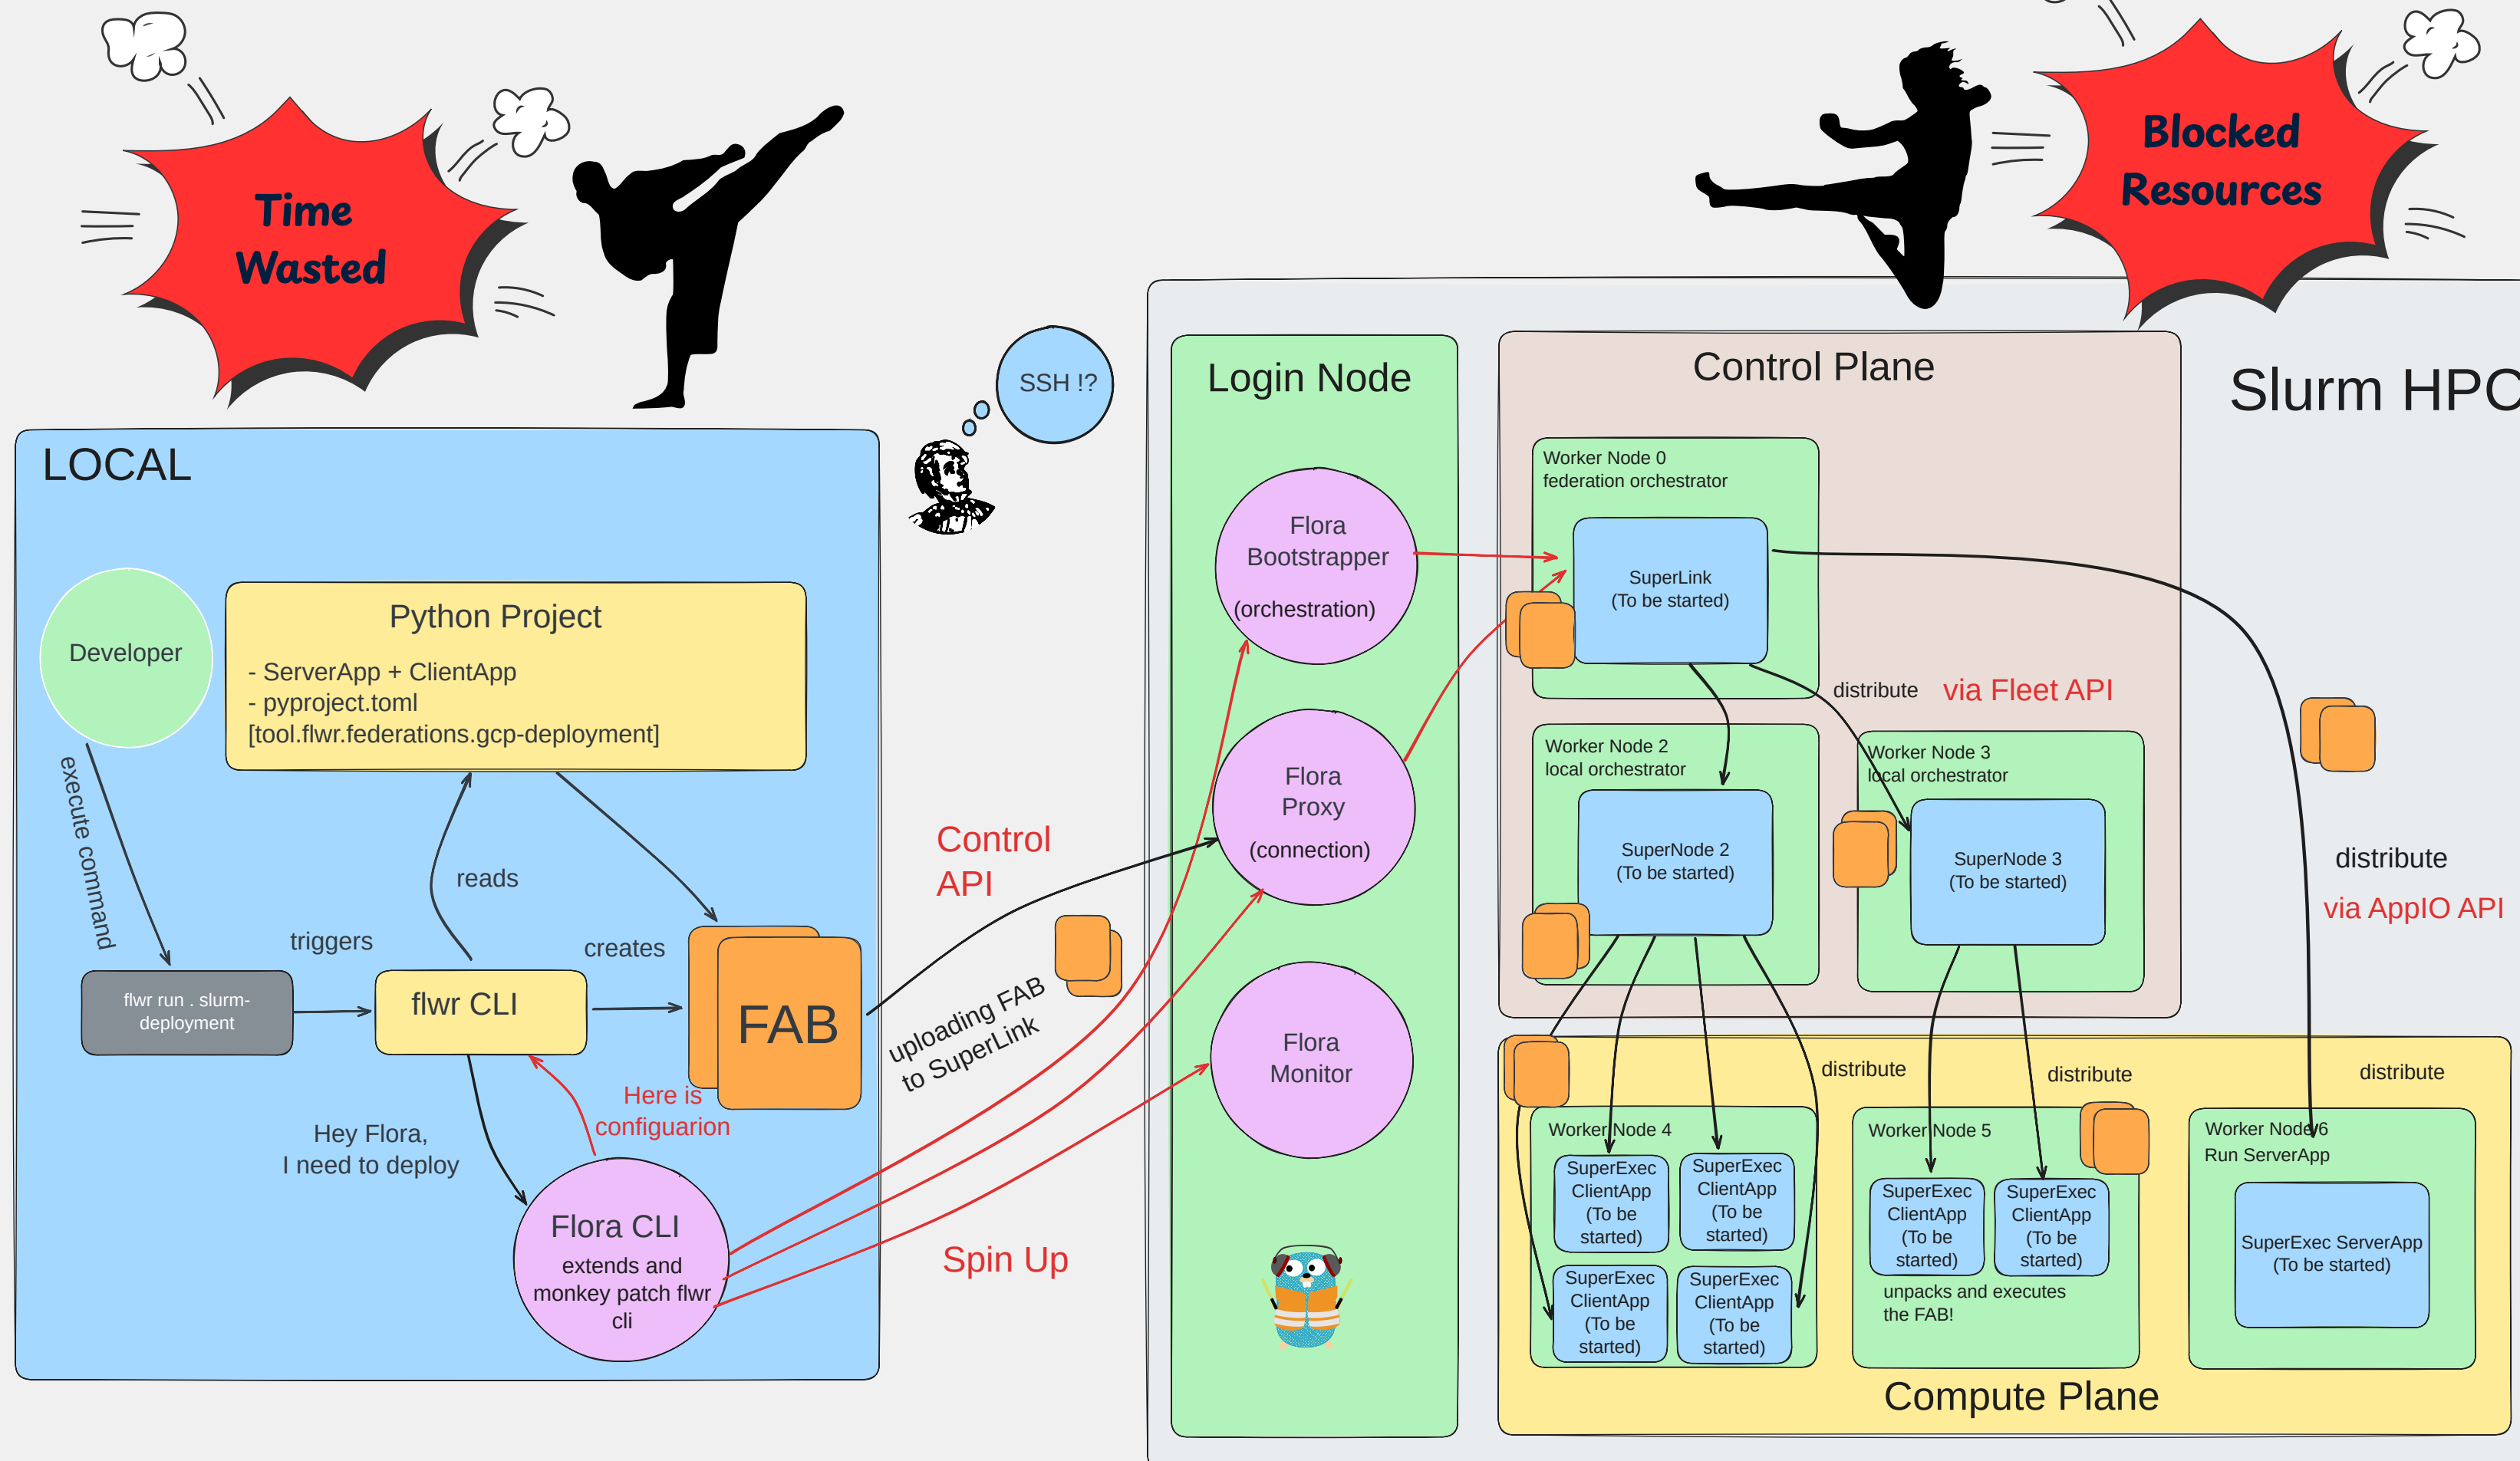 Time
Wasted
Blocked
Resources
SSH !?
Slurm HPC
LOCAL
Developer
Python Project
- ServerApp + ClientApp
- pyproject.toml
[tool.flwr.federations.gcp-deployment]
execute command
reads
triggers
creates
flwr run . slurm-
deployment
flwr CLI
FAB
Here is
configuarion
Hey Flora,
I need to deploy
Flora CLI
extends and
monkey patch flwr
cli
Control
API
uploading FAB
to SuperLink
Spin Up
Login Node
Flora
Bootstrapper
(orchestration)
Flora
Proxy
(connection)
Flora
Monitor
Control Plane
Worker Node 0
federation orchestrator
SuperLink
(To be started)
distribute
via Fleet API
Worker Node 2
local orchestrator
SuperNode 2
(To be started)
Worker Node 3
local orchestrator
SuperNode 3
(To be started)
distribute
via AppIO API
distribute
distribute
distribute
Worker Node 4
SuperExec
ClientApp
(To be
started)
SuperExec
ClientApp
(To be
started)
SuperExec
ClientApp
(To be
started)
SuperExec
ClientApp
(To be
started)
Worker Node 5
SuperExec
ClientApp
(To be
started)
SuperExec
ClientApp
(To be
started)
unpacks and executes
the FAB!
Worker Node 6
Run ServerApp
SuperExec ServerApp
(To be started)
Compute Plane